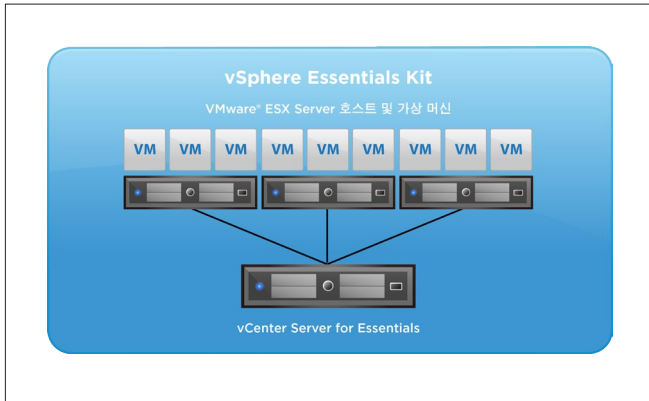 vSphere Essentials Kit
VMware® ESX Server 호스트 및 가상 머신
VM VM VM VM VM VM VM VM VM
vCenter Server for Essentials